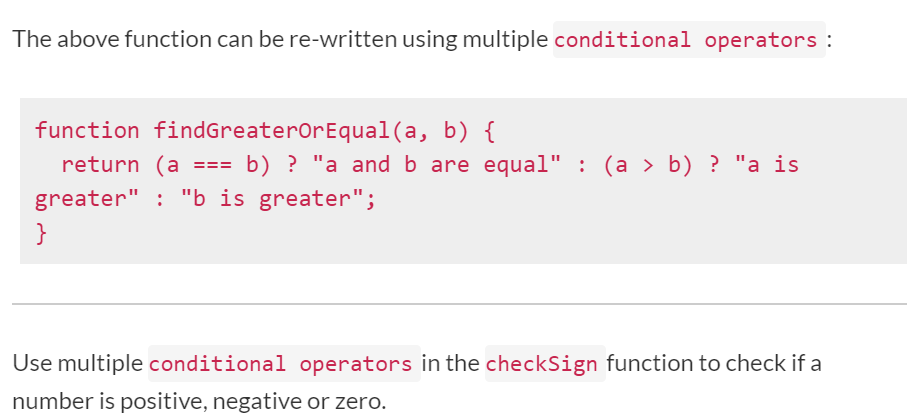 The above function can be re-written using multiple conditional operators :
function findGreaterOrEqual(a, b) {
  return (a === b) ? "a and b are equal" : (a > b) ? "a is
greater" : "b is greater";
}
Use multiple conditional operators in the checkSign function to check if a
number is positive, negative or zero.